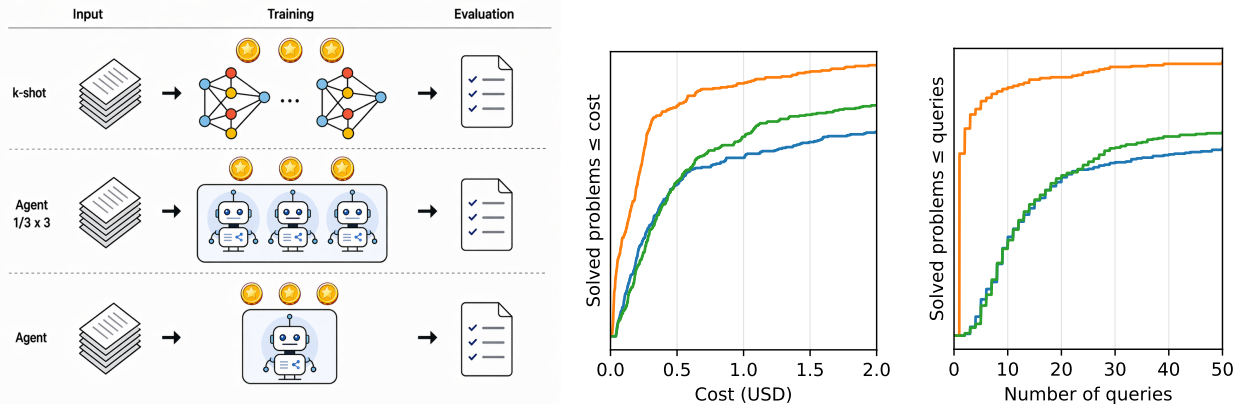 Input Training Evaluation
k-shot
...
Agent
1/3 x 3
Agent
Solved problems ≤ cost
0.0 0.5 1.0 1.5 2.0
Cost (USD)
Solved problems ≤ queries
0 10 20 30 40 50
Number of queries